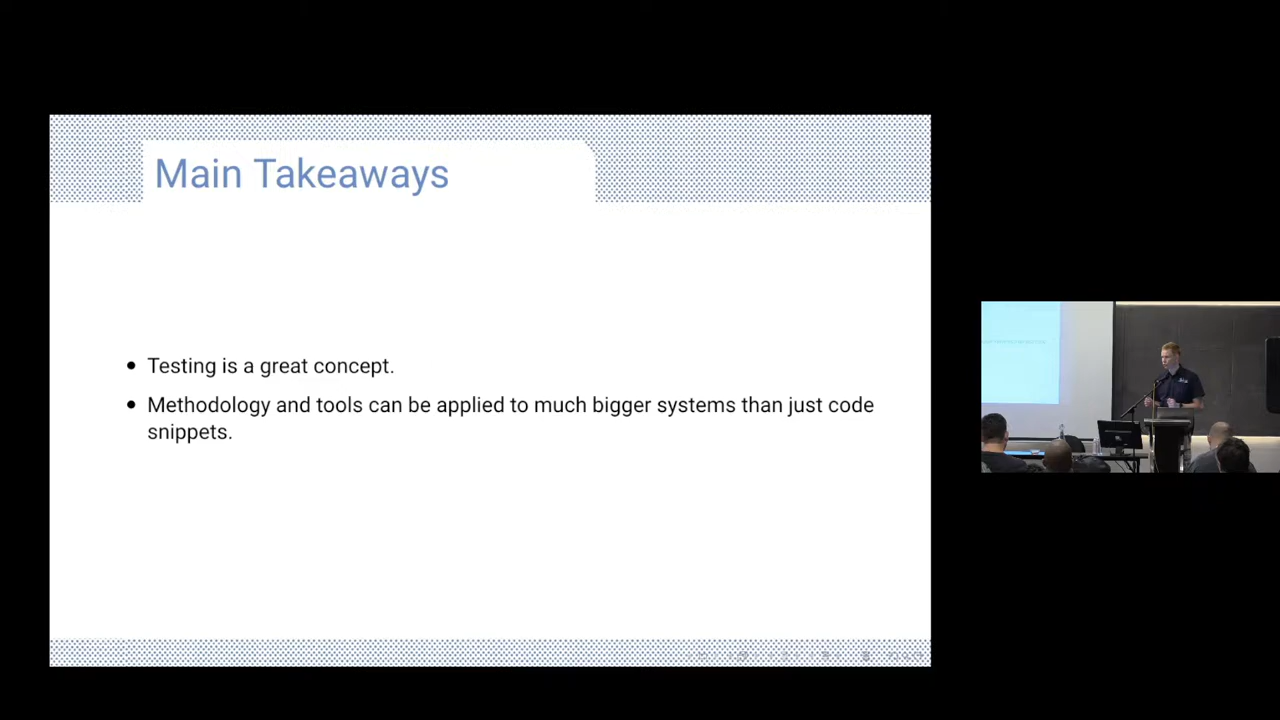 Main Takeaways
• Testing is a great concept.
• Methodology and tools can be applied to much bigger systems than just code
snippets.